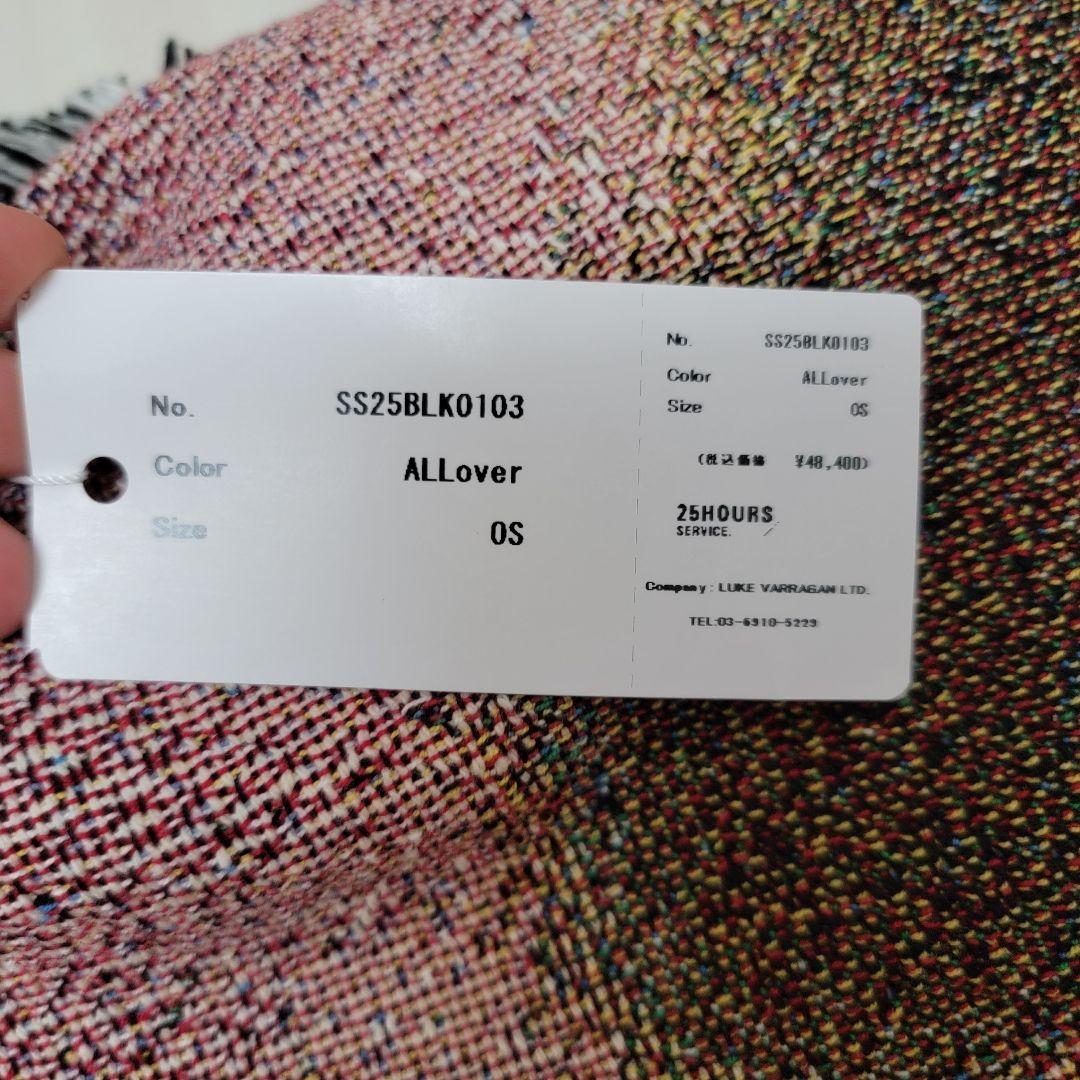 No. SS25BLK0103
Color ALLover
Size OS
No. SS25BLK0103
Color ALLover
Size OS
(税込価格 ¥48,400)
25HOURS
SERVICE.
Company : LUKE VARRAGAN LTD.
TEL:03-6910-5229